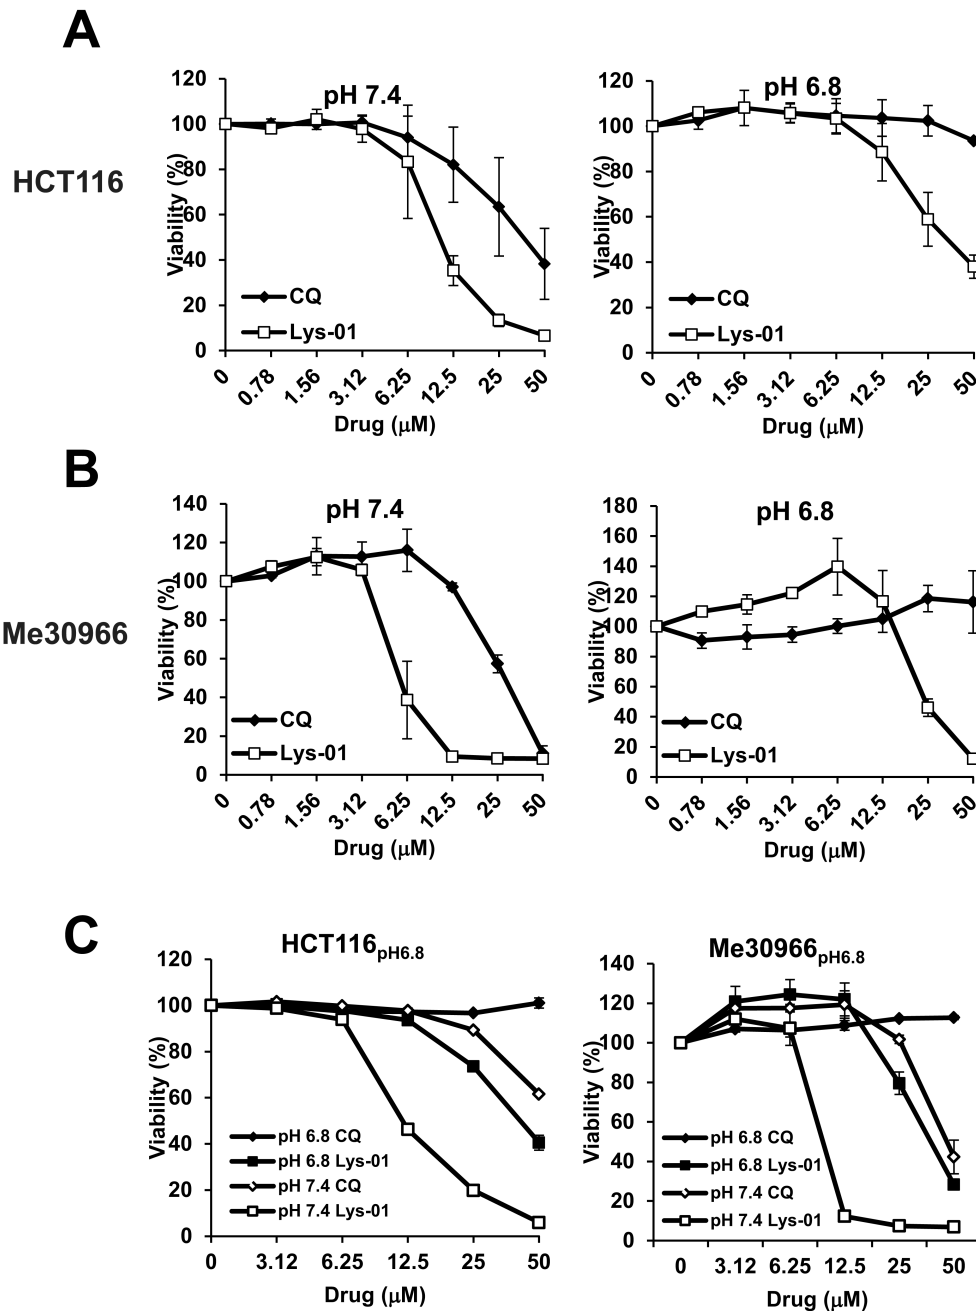 A
HCT116
pH 7.4
Viability (%)
120
100
80
60
40
20
0
CQ
Lys-01
0 0.78 1.56 3.12 6.25 12.5 25 50
Drug (μM)
pH 6.8
Viability (%)
120
100
80
60
40
20
0
CQ
Lys-01
0 0.78 1.56 3.12 6.25 12.5 25 50
Drug (μM)
B
Me30966
pH 7.4
Viability (%)
140
120
100
80
60
40
20
0
CQ
Lys-01
0 0.78 1.56 3.12 6.25 12.5 25 50
Drug (μM)
pH 6.8
Viability (%)
180
160
140
120
100
80
60
40
20
0
CQ
Lys-01
0 0.78 1.56 3.12 6.25 12.5 25 50
Drug (μM)
C
HCT116pH6.8
Viability (%)
120
100
80
60
40
20
0
pH 6.8 CQ
pH 6.8 Lys-01
pH 7.4 CQ
pH 7.4 Lys-01
0 3.12 6.25 12.5 25 50
Drug (μM)
Me30966pH6.8
Viability (%)
140
120
100
80
60
40
20
0
pH 6.8 CQ
pH 6.8 Lys-01
pH 7.4 CQ
pH 7.4 Lys-01
0 3.12 6.25 12.5 25 50
Drug (μM)